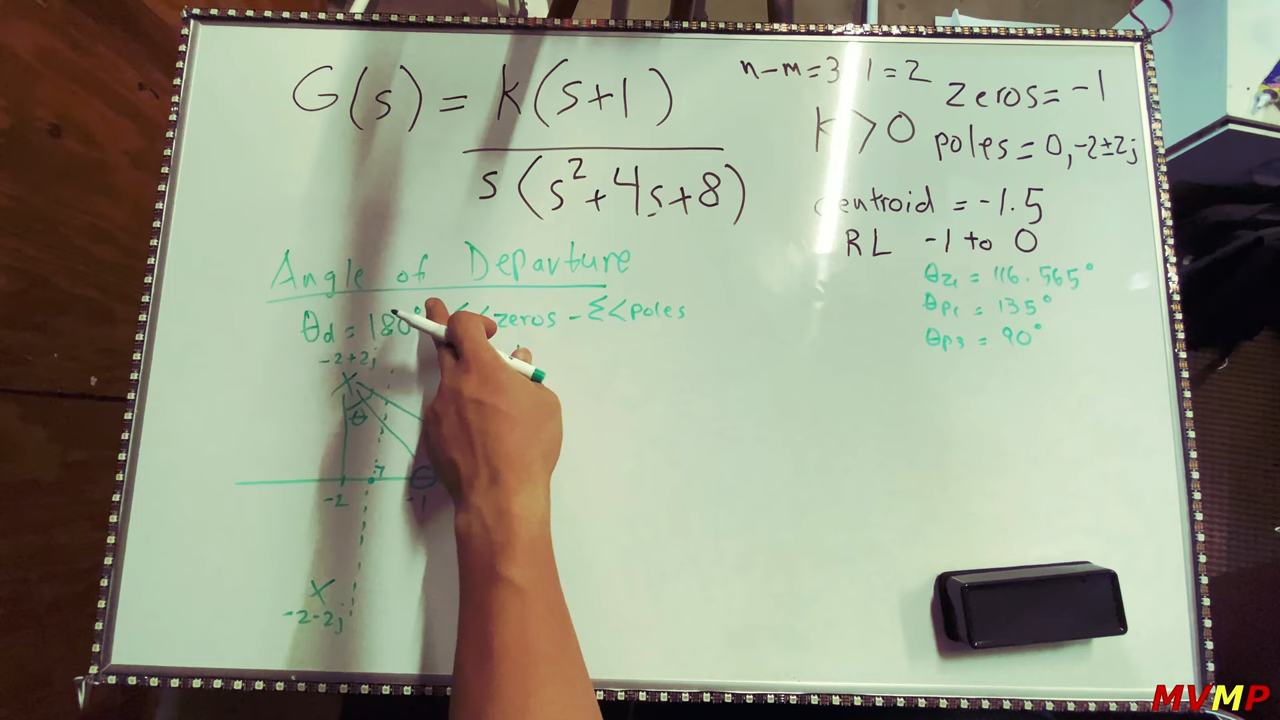 G(s) = K(s+1)
s(s²+4s+8)
n-m=3 1=2
zeros = -1
K>0
poles = 0, -2±2j
centroid = -1.5
RL -1 to 0
Angle of Departure
θd = 180° <zeros - Σ<poles
θz1 = 116.565°
θp1 = 135°
θp3 = 90°
-2+2j
X
θ
-2
-1
X
-2-2j
MVMP